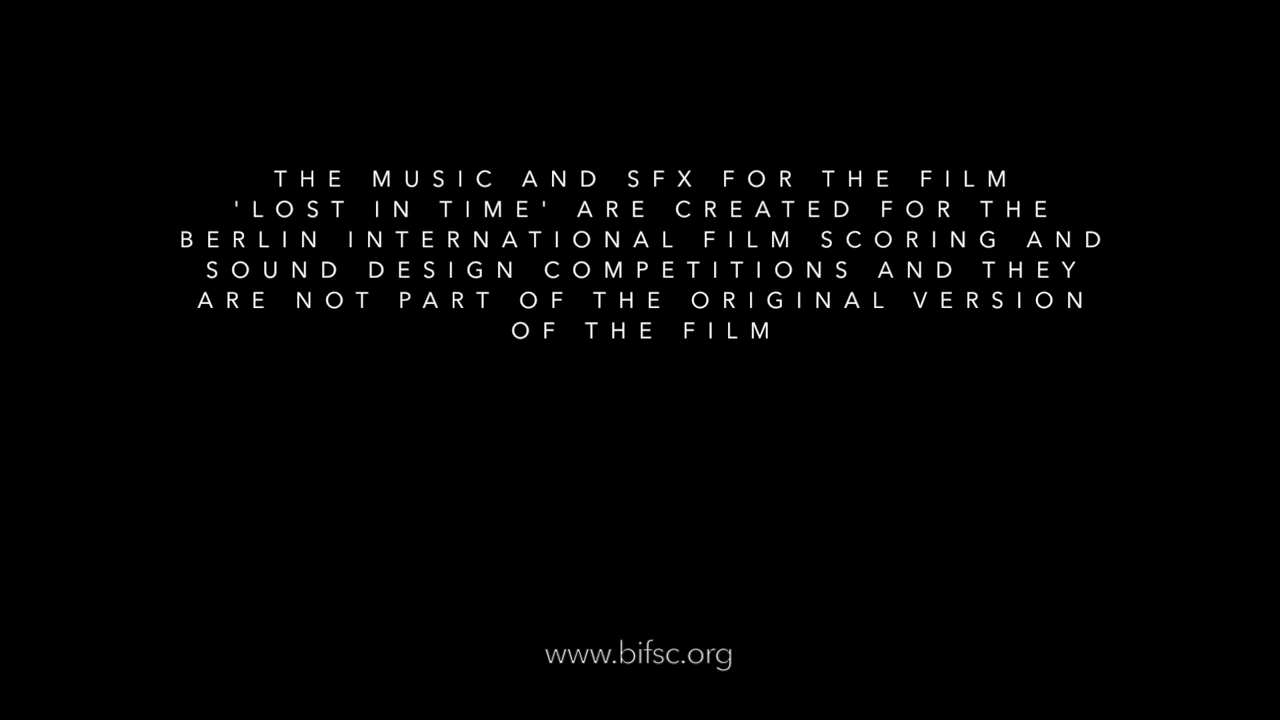 THE MUSIC AND SFX FOR THE FILM
'LOST IN TIME' ARE CREATED FOR THE
BERLIN INTERNATIONAL FILM SCORING AND
SOUND DESIGN COMPETITIONS AND THEY
ARE NOT PART OF THE ORIGINAL VERSION
OF THE FILM
www.bifsc.org